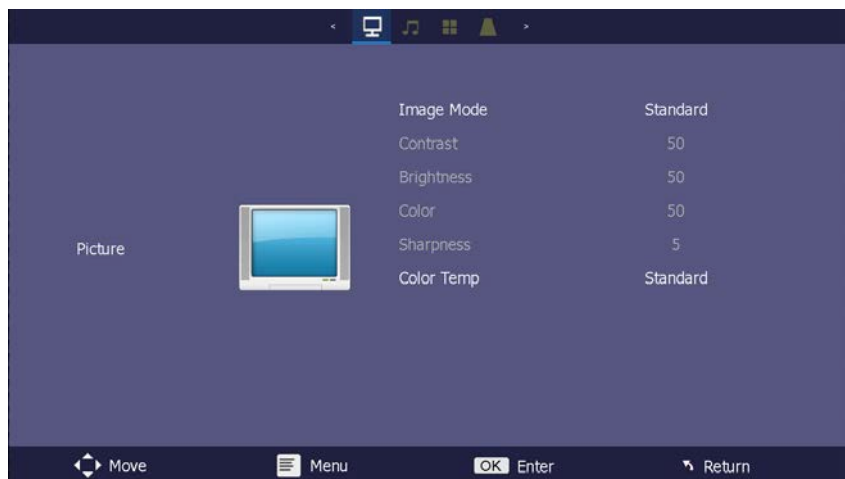 Picture
Image Mode Standard
Contrast 50
Brightness 50
Color 50
Sharpness 5
Color Temp Standard
Move Menu OK Enter Return